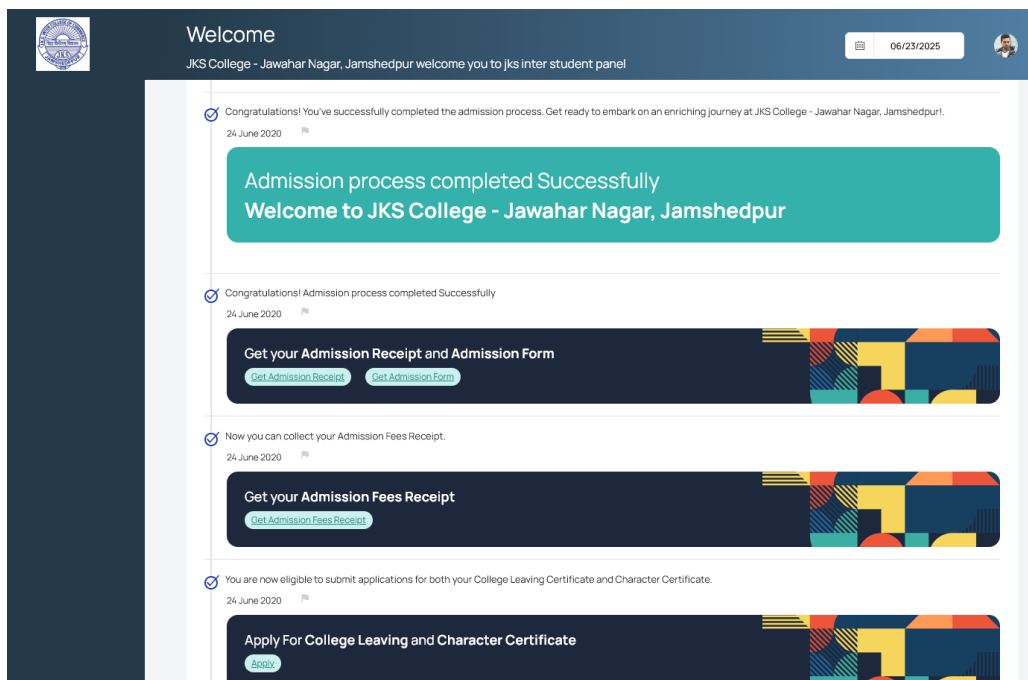 Welcome
JKS College - Jawahar Nagar, Jamshedpur welcome you to jks inter student panel
06/23/2025
JKS
Congratulations! You've successfully completed the admission process. Get ready to embark on an enriching journey at JKS College - Jawahar Nagar, Jamshedpur!.
24 June 2020
Admission process completed Successfully
Welcome to JKS College - Jawahar Nagar, Jamshedpur
Congratulations! Admission process completed Successfully
24 June 2020
Get your Admission Receipt and Admission Form
Get Admission Receipt Get Admission Form
Now you can collect your Admission Fees Receipt.
24 June 2020
Get your Admission Fees Receipt
Get Admission Fees Receipt
You are now eligible to submit applications for both your College Leaving Certificate and Character Certificate.
24 June 2020
Apply For College Leaving and Character Certificate
Apply